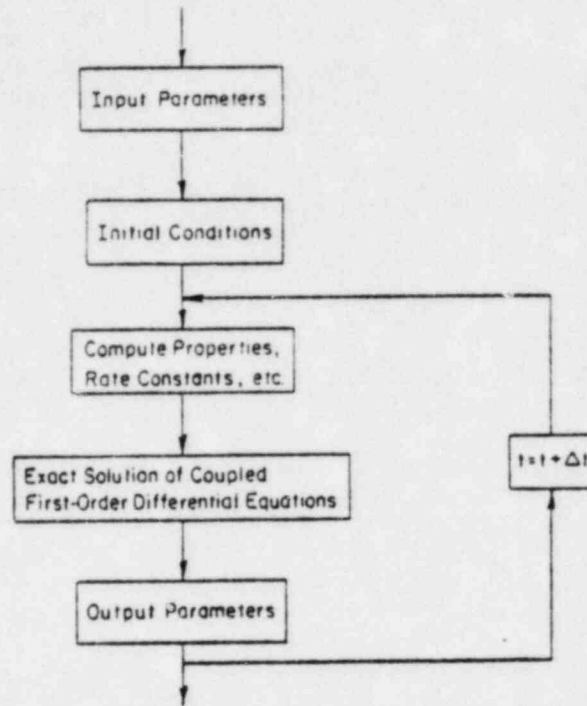 Input Parameters
Initial Conditions
Compute Properties,
Rate Constants, etc.
Exact Solution of Coupled
First-Order Differential Equations
t=t+Δt
Output Parameters